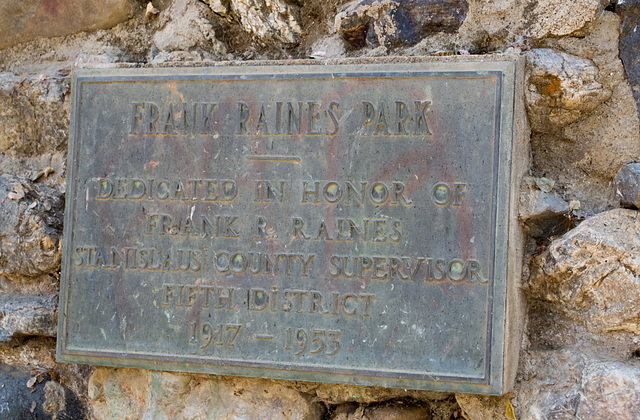 FRANK RAINES PARK
DEDICATED IN HONOR OF
FRANK R. RAINES
STANISLAUS COUNTY SUPERVISOR
FIFTH DISTRICT
1917 - 1953